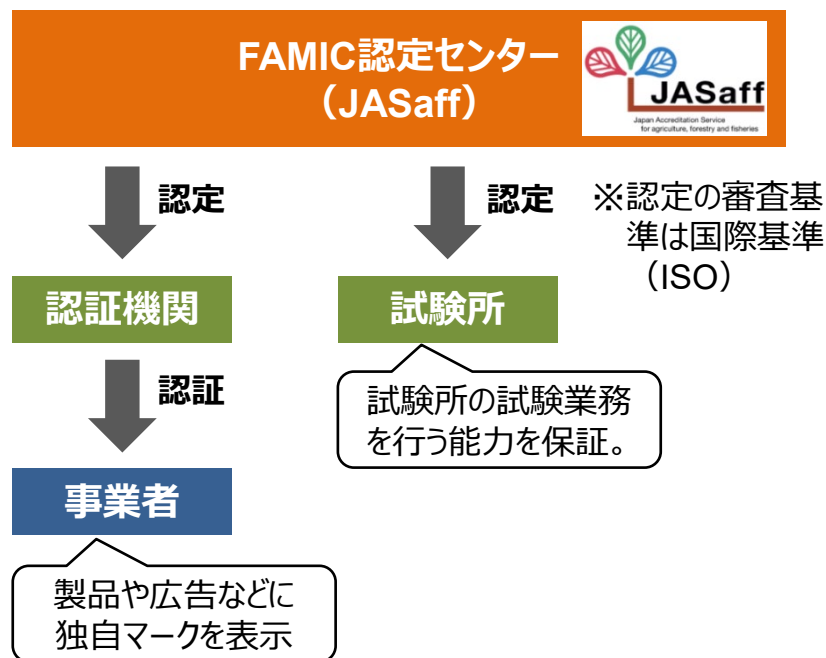 FAMIC認定センター
（JASaff）
JASaff
Japan Accreditation Service
for agriculture, forestry and fisheries
認定
認定
※認定の審査基
準は国際基準
（ISO）
認証機関
試験所
認証
試験所の試験業務
を行う能力を保証。
事業者
製品や広告などに
独自マークを表示